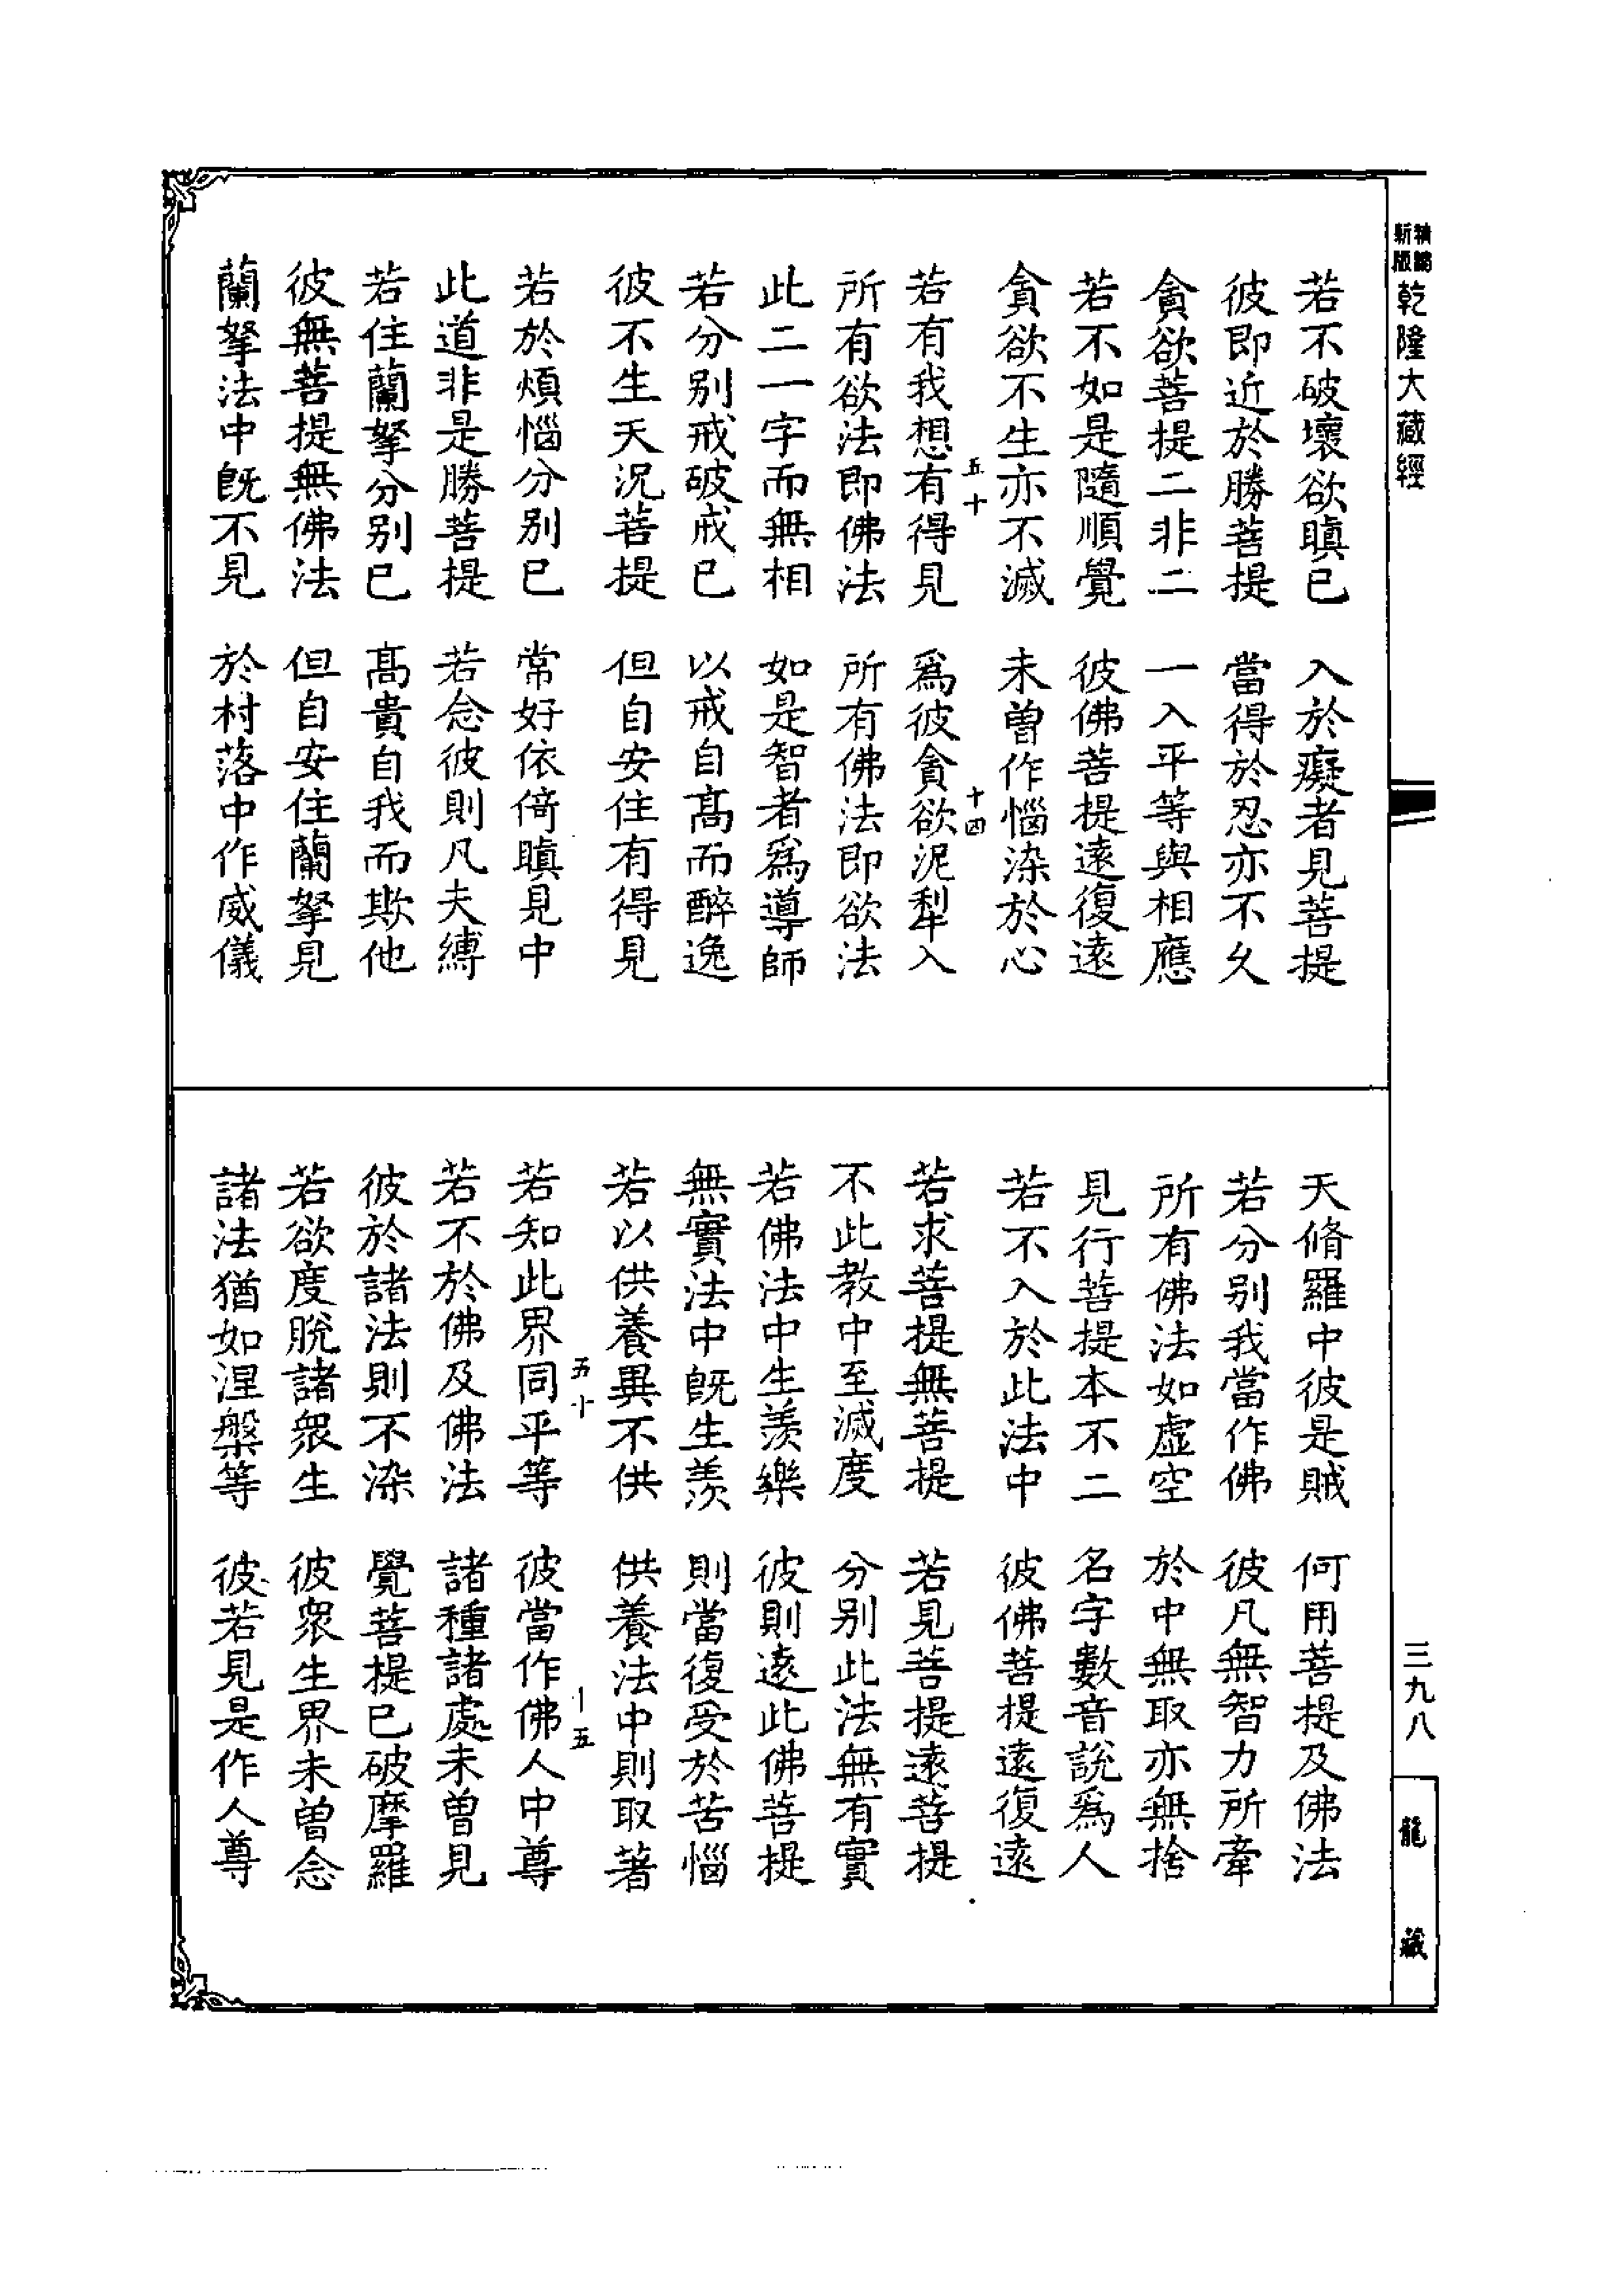 新版
精縮
乾隆大藏經
三九八
龍藏
若不破壞欲瞋已　入於癡者見菩提
彼即近於勝菩提　當得於忍亦不久
貪欲菩提二非二　一入平等與相應
若不如是隨順覺　彼佛菩提遠復遠
貪欲不生亦不滅　未曽作惱染於心
五十　十四
若有我想有得見　爲彼貪欲泥犁入
所有欲法即佛法　所有佛法即欲法
此二一字而無相　如是智者爲導師
若分别戒破戒已　以戒自髙而醉逸
彼不生天況菩提　但自安住有得見
若於煩惱分别已　常好依倚瞋見中
此道非是勝菩提　若念彼則凡夫縛
若住蘭拏分别已　髙貴自我而欺他
彼無菩提無佛法　但自安住蘭拏見
蘭拏法中旣不見　於村落中作威儀
天脩羅中彼是賊　何用菩提及佛法
若分别我當作佛　彼凡無智力所牽
所有佛法如虛空　於中無取亦無捨
見行菩提本不二　名字數音說爲人
若不入於此法中　彼佛菩提遠復遠
若求菩提無菩提　若見菩提遠菩提
不此教中至滅度　分别此法無有實
若佛法中生羨樂　彼則遠此佛菩提
無實法中旣生羨　則當復受於苦惱
若以供養異不供　供養法中則取著
五十　十五
若知此界同平等　彼當作佛人中尊
若不於佛及佛法　諸種諸處未曽見
彼於諸法則不染　覺菩提已破摩羅
若欲度脫諸衆生　彼衆生界未曽念
諸法猶如涅槃等　彼若見是作人尊